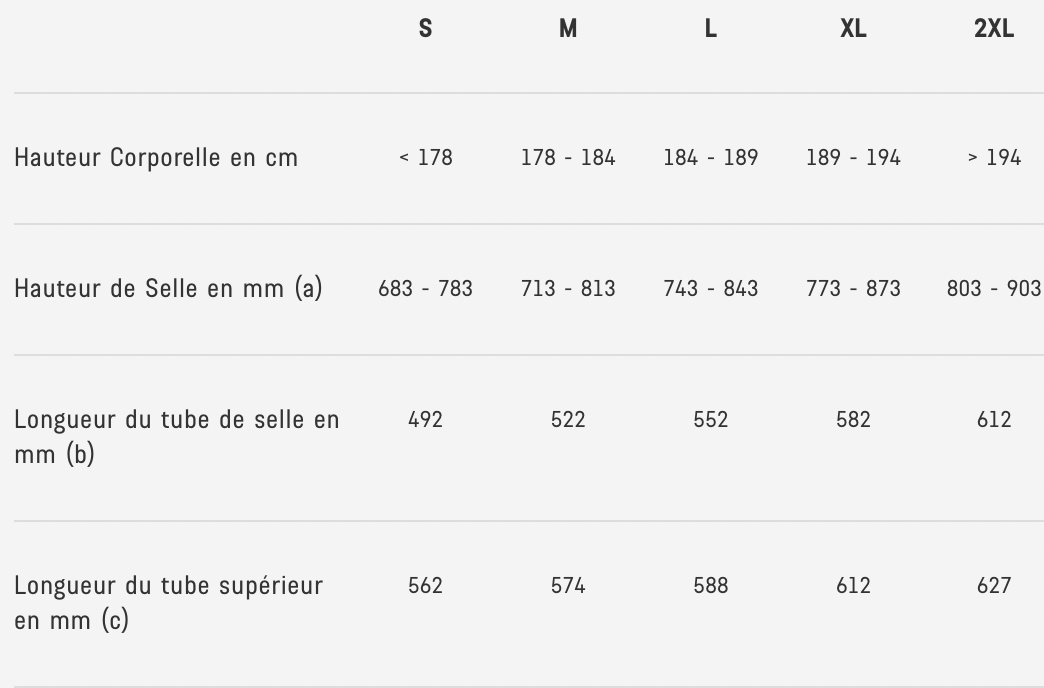 S M L XL 2XL
Hauteur Corporelle en cm < 178 178 - 184 184 - 189 189 - 194 > 194
Hauteur de Selle en mm (a) 683 - 783 713 - 813 743 - 843 773 - 873 803 - 903
Longueur du tube de selle en 492 522 552 582 612
mm (b)
Longueur du tube supérieur 562 574 588 612 627
en mm (c)